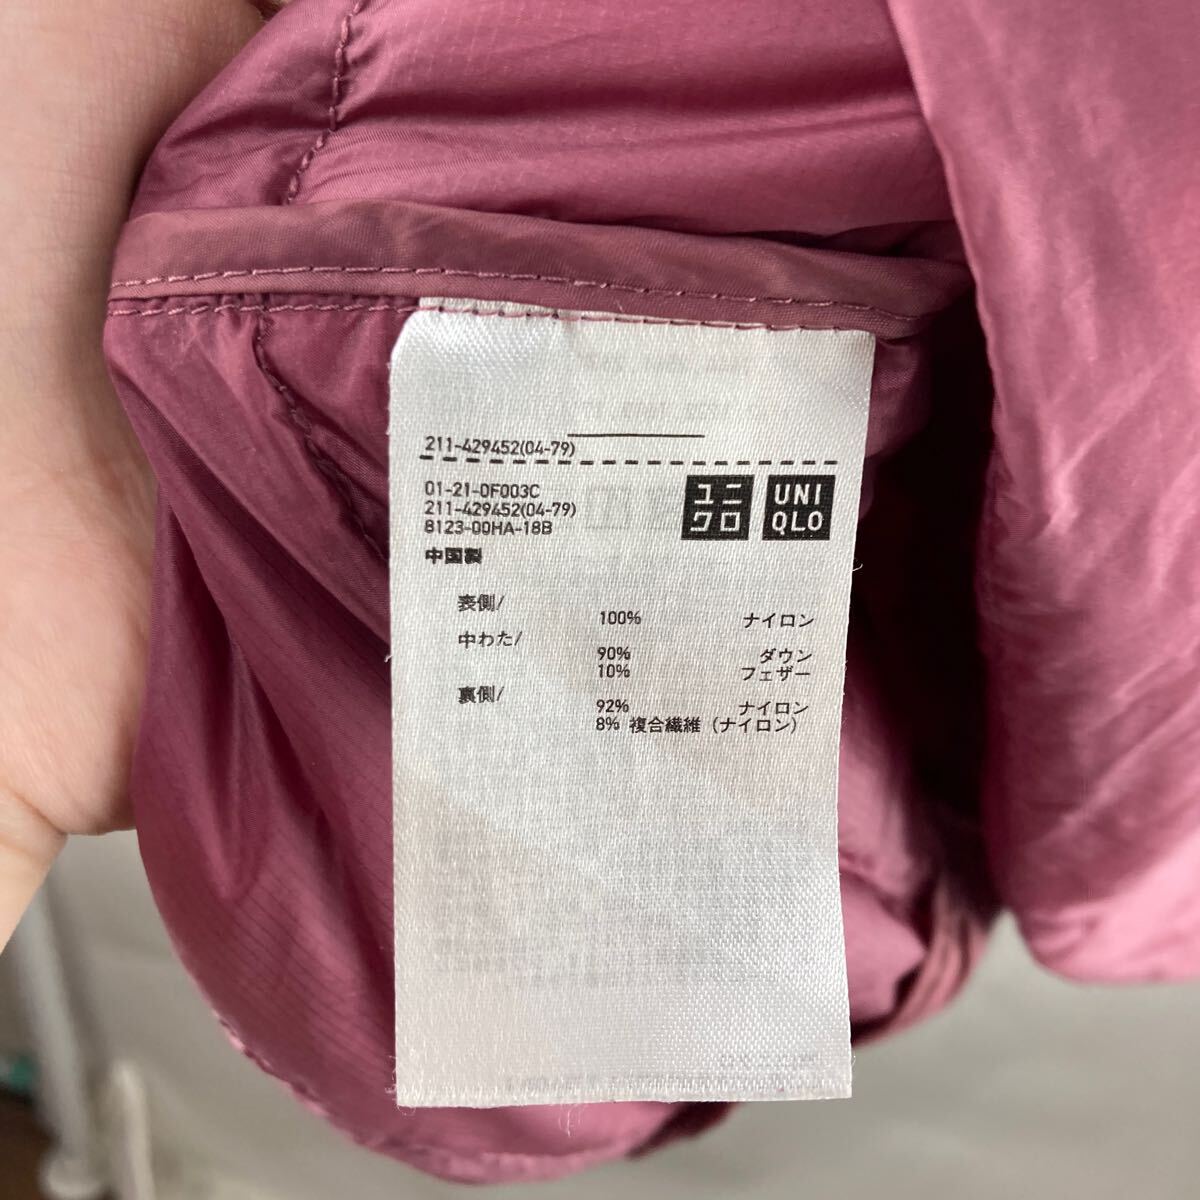 211-429452(04-79)
01-21-0F003C
211-429452(04-79)
8123-00HA-18B
中国製
ユニ
クロ
UNI
QLO
表側/
100% ナイロン
中わた/
90% ダウン
10% フェザー
裏側/
92% ナイロン
8% 複合繊維 (ナイロン)